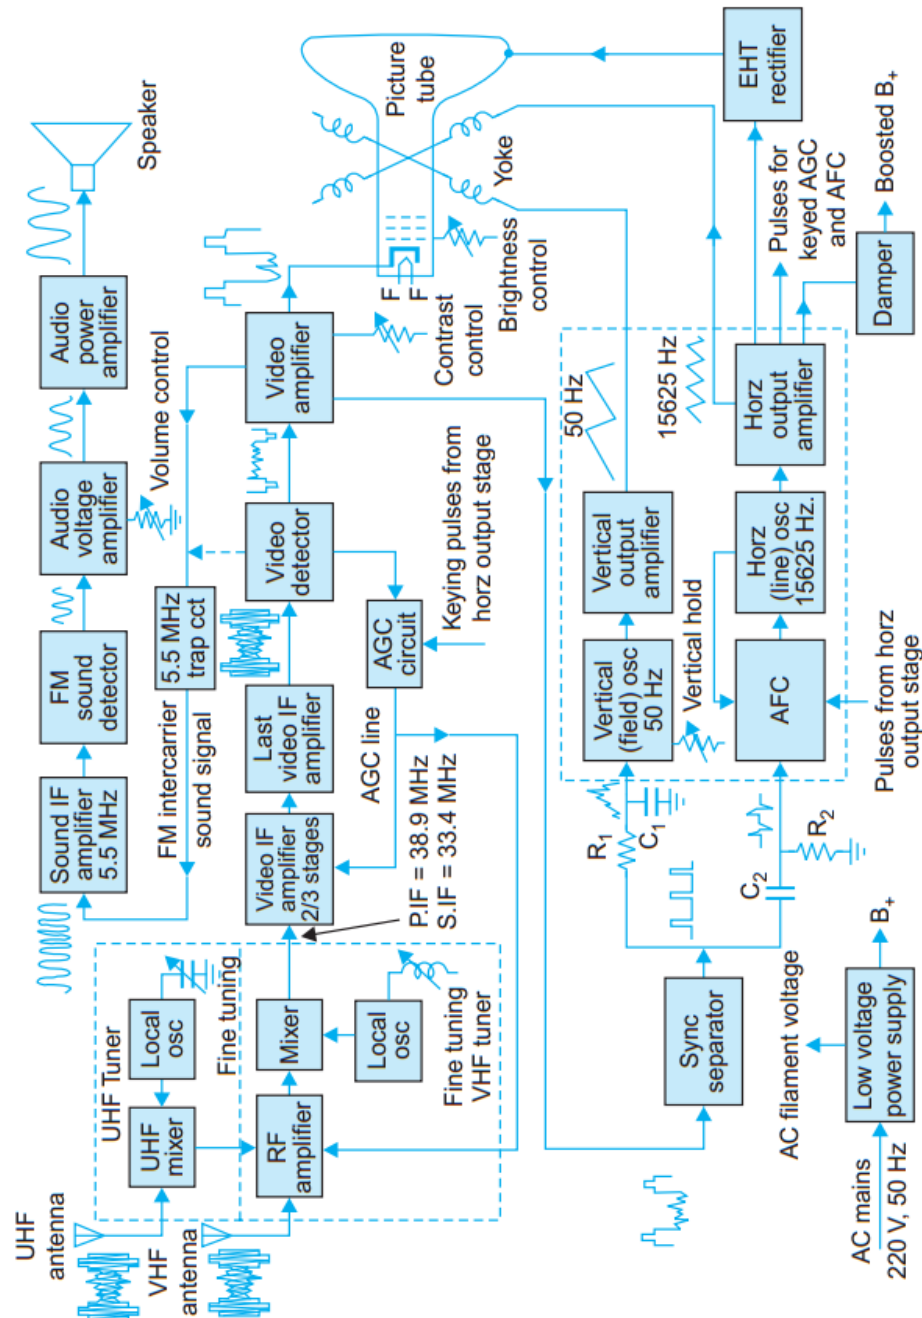 UHF
antenna
VHF
antenna
UHF Tuner
UHF
mixer
Local
osc
Fine tuning
RF
amplifier
Mixer
Local
osc
Fine tuning
VHF tuner
Sound IF
amplifier
5.5 MHz
FM
sound
detector
Audio
voltage
amplifier
Volume control
Audio
power
amplifier
Speaker
FM intercarrier
sound signal
5.5 MHz
trap cct
Video IF
amplifier
2/3 stages
P.IF = 38.9 MHz
S.IF = 33.4 MHz
Last
video IF
amplifier
AGC line
Video
detector
AGC
circuit
Keying pulses from
horz output stage
Video
amplifier
Contrast
control
F
F
Brightness
control
Picture
tube
Yoke
Sync
separator
R1
C1
C2
R2
Vertical
(field) osc
50 Hz
Vertical hold
Vertical
output
amplifier
50 Hz
AFC
Pulses from horz
output stage
Horz
(line) osc
15625 Hz.
Horz
output
amplifier
15625 Hz
EHT
rectifier
Pulses for
keyed AGC
and AFC
Damper
Boosted B+
AC mains
220 V, 50 Hz
Low voltage
power supply
AC filament voltage
B+